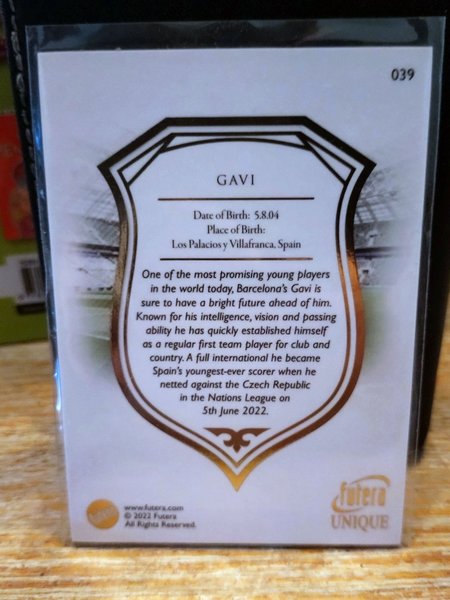 039
GAVI
Date of Birth: 5.8.04
Place of Birth:
Los Palacios y Villafranca, Spain
One of the most promising young players
in the world today, Barcelona's Gavi is
sure to have a bright future ahead of him.
Known for his intelligence, vision and passing
ability he has quickly established himself
as a regular first team player for club and
country. A full international he became
Spain's youngest-ever scorer when he
netted against the Czech Republic
in the Nations League on
5th June 2022.
www.futera.com
© 2022 Futera
All Rights Reserved.
futera
UNIQUE